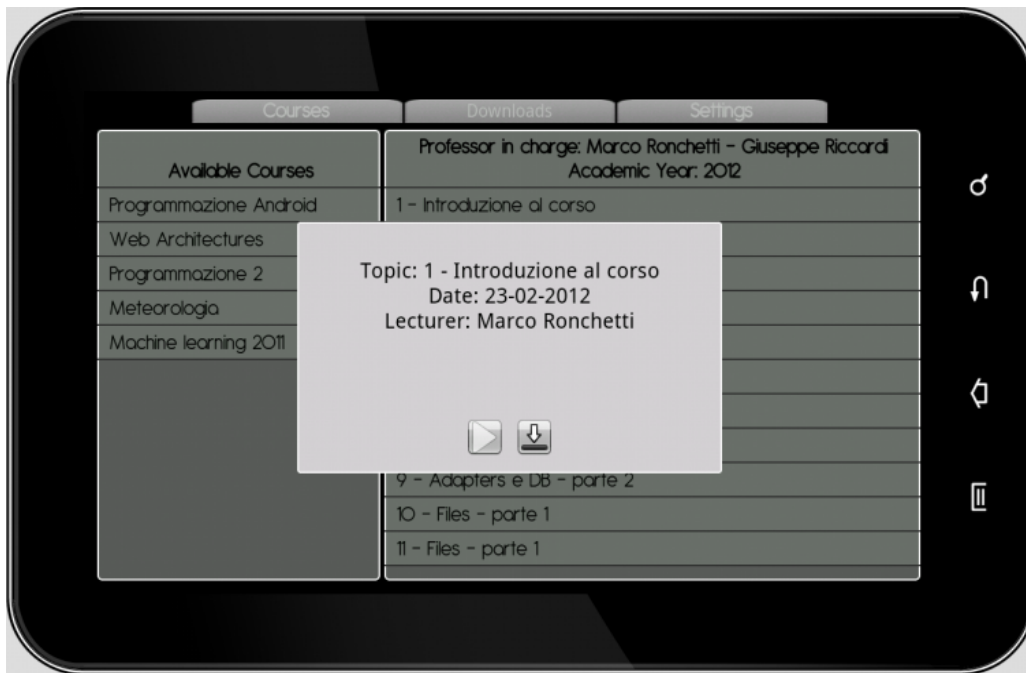 Courses Downloads Settings
Available Courses
Programmazione Android
Web Architectures
Programmazione 2
Meteorologia
Machine learning 2011
Professor in charge: Marco Ronchetti - Giuseppe Riccardi
Academic Year: 2012
1 - Introduzione al corso
Topic: 1 - Introduzione al corso
Date: 23-02-2012
Lecturer: Marco Ronchetti
9 - Adapters e DB - parte 2
10 - Files - parte 1
11 - Files - parte 1